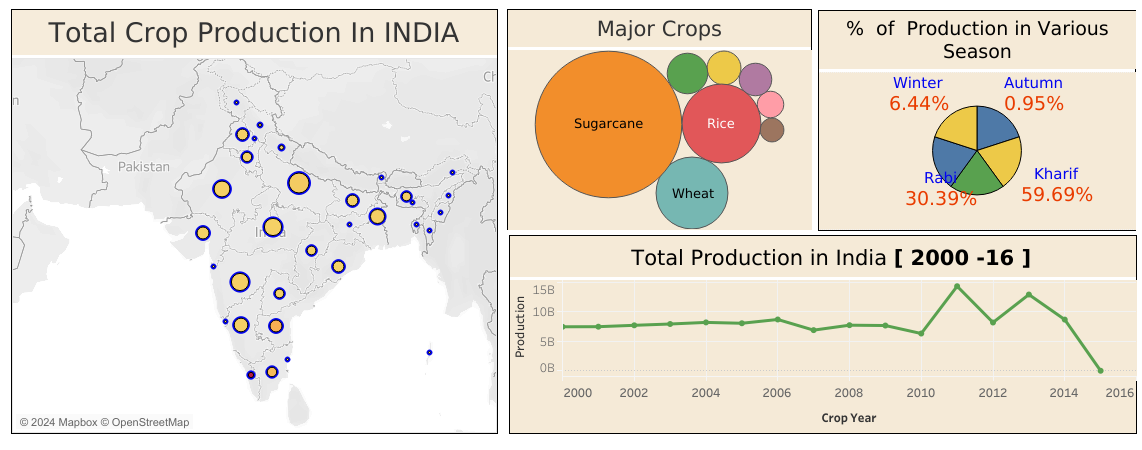 Total Crop Production In INDIA
Ch
n
Pakistan
© 2024 Mapbox © OpenStreetMap
Major Crops
Sugarcane
Rice
Wheat
% of Production in Various
Season
Winter
6.44%
Autumn
0.95%
Rabi
30.39%
Kharif
59.69%
Total Production in India [ 2000 -16 ]
Production
15B
10B
5B
0B
2000 2002 2004 2006 2008 2010 2012 2014 2016
Crop Year